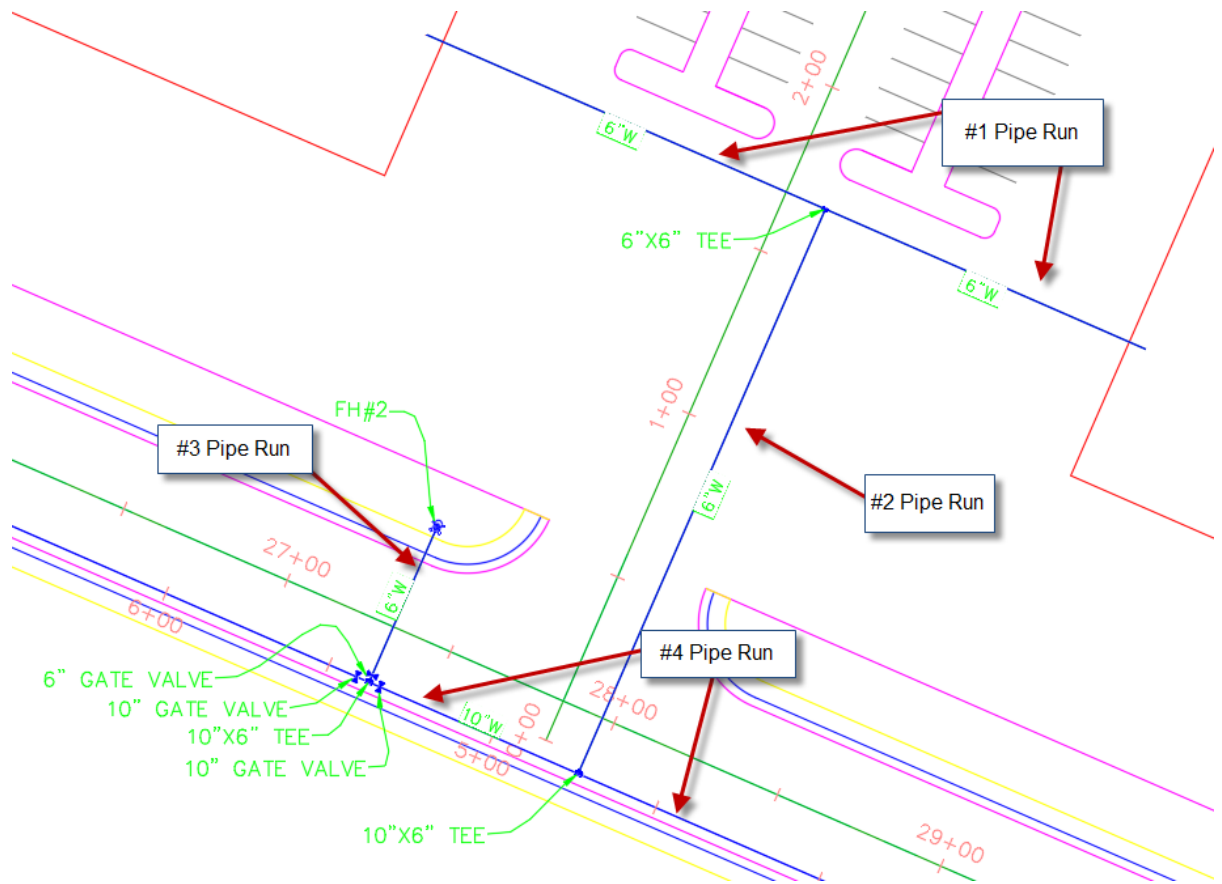 2+00
#1 Pipe Run
6"W
6"X6" TEE
6"W
1+00
FH#2
#3 Pipe Run
6"W
#2 Pipe Run
27+00
6"W
6+00
#4 Pipe Run
6" GATE VALVE
10" GATE VALVE
28+00
10"W
0+00
10"X6" TEE
5+00
10" GATE VALVE
10"X6" TEE
29+00